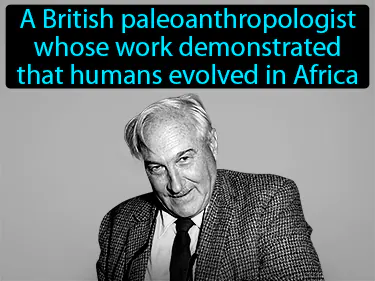 A British paleoanthropologist
whose work demonstrated
that humans evolved in Africa